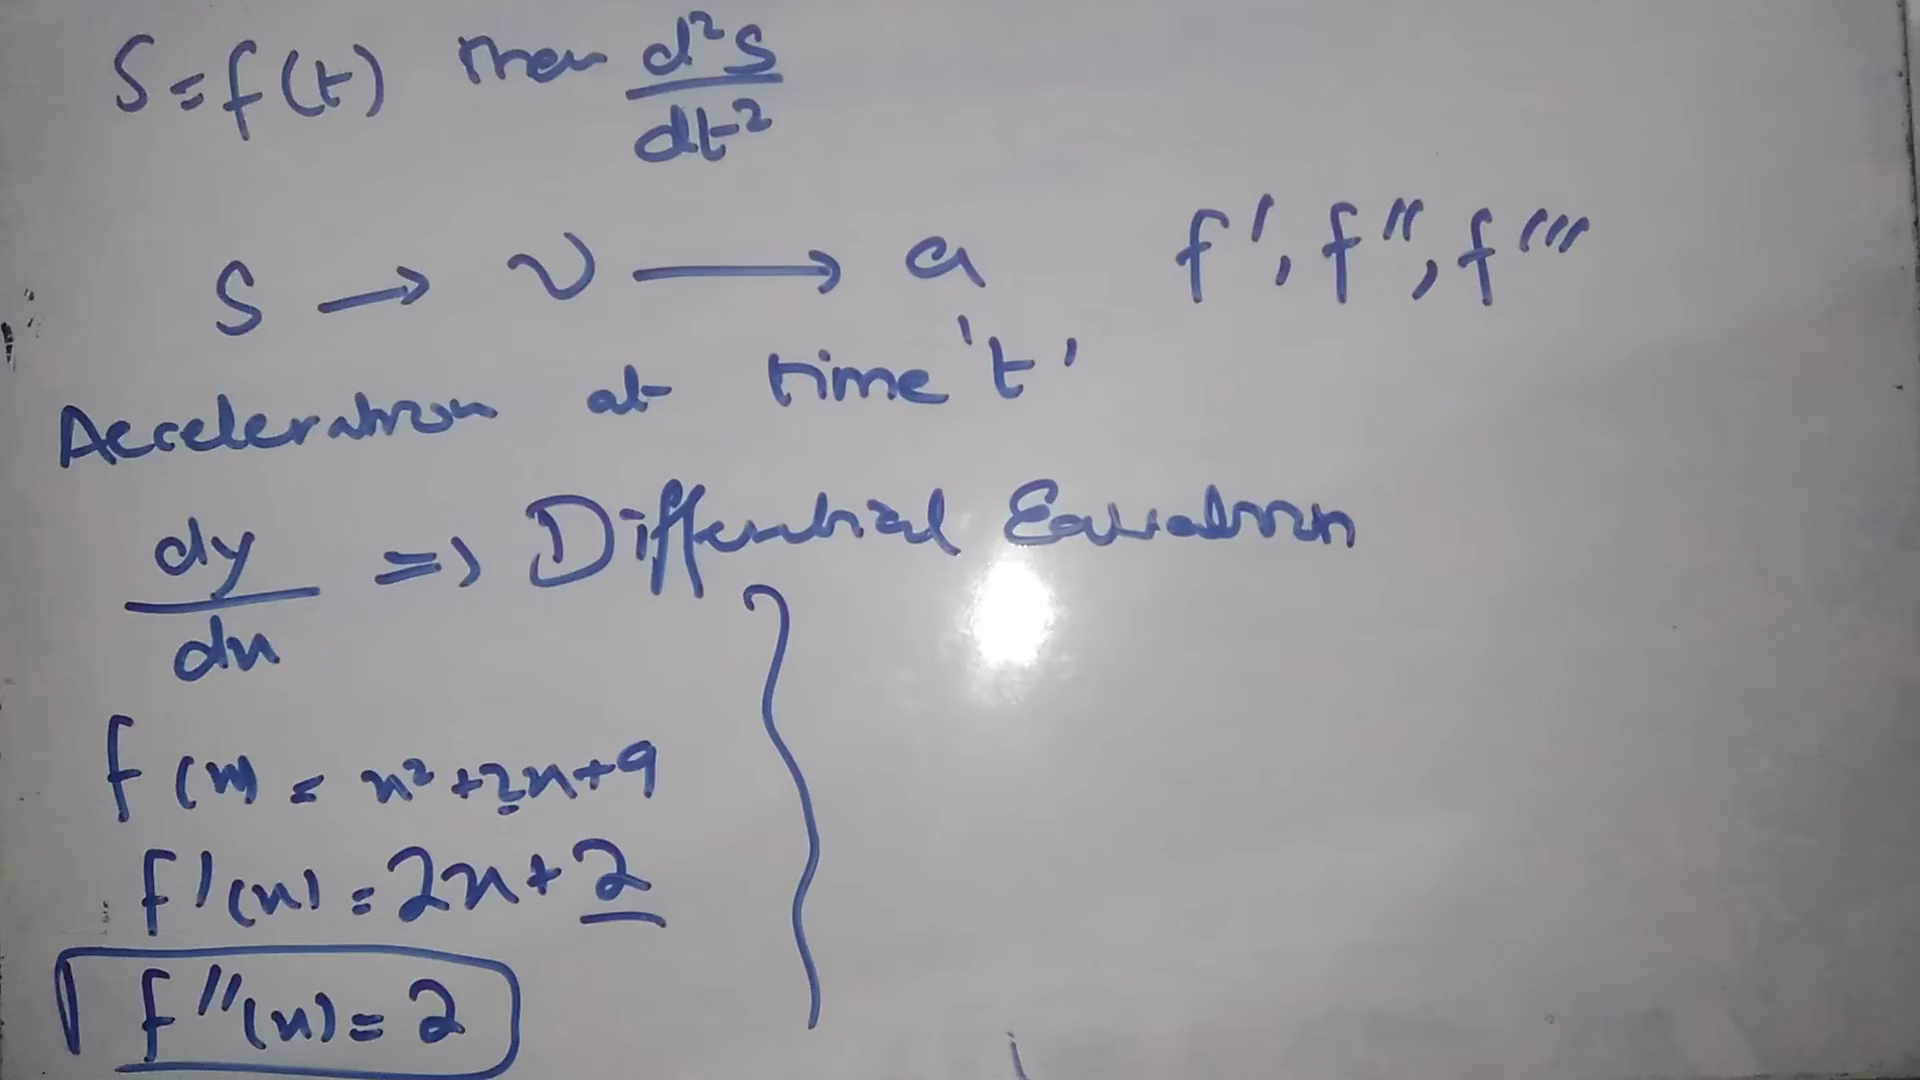 S = f(t) then d²s/dt²
S → v → a f', f'', f'''
Acceleration at time 't'
dy/dx => Differential Equation
f(x) = x²+2x+9
f'(x) = 2x+2
f''(x) = 2